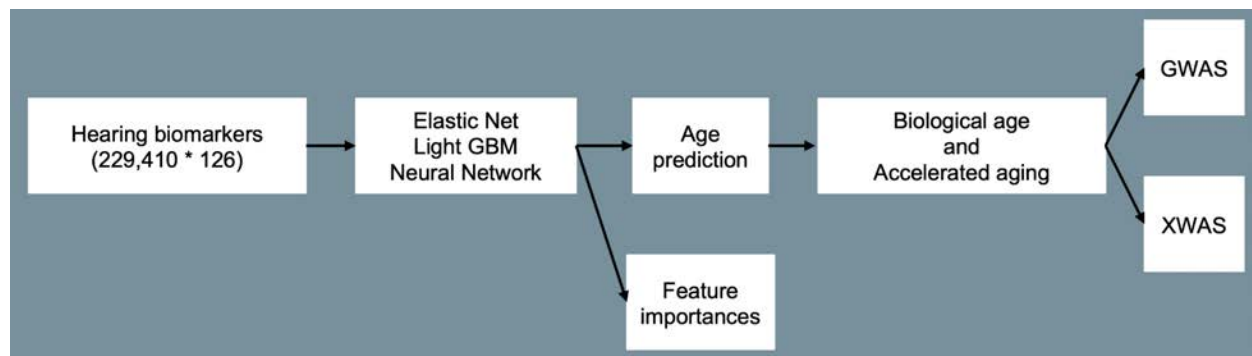 Hearing biomarkers
(229,410 * 126)
Elastic Net
Light GBM
Neural Network
Age
prediction
Feature
importances
Biological age
and
Accelerated aging
GWAS
XWAS